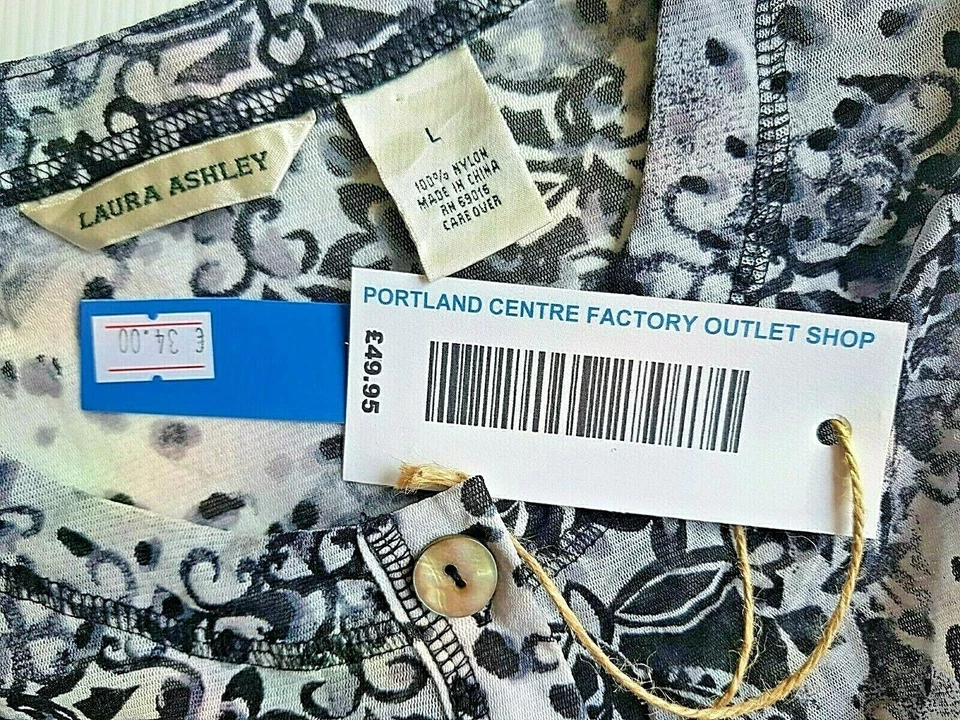 LAURA ASHLEY
L
100% NYLON
MADE IN CHINA
RN 69015
CARE OVER
PORTLAND CENTRE FACTORY OUTLET SHOP
£49.95
€ 34.00